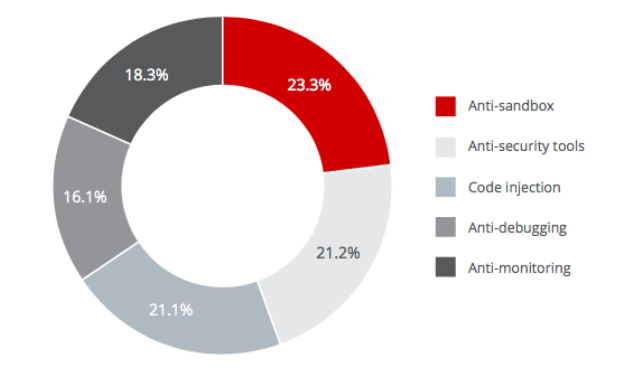 23.3%
21.2%
21.1%
16.1%
18.3%
Anti-sandbox
Anti-security tools
Code injection
Anti-debugging
Anti-monitoring